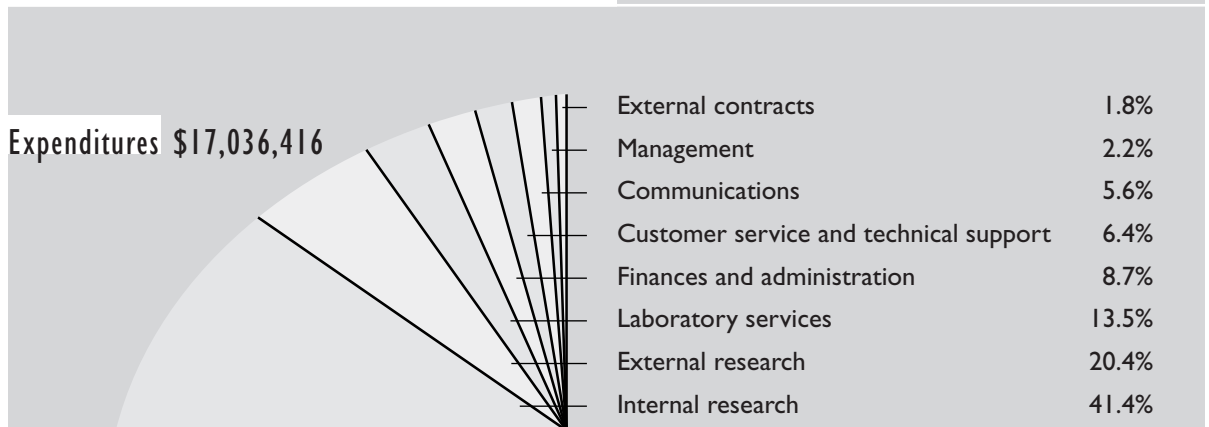 Expenditures $17,036,416
External contracts 1.8%
Management 2.2%
Communications 5.6%
Customer service and technical support 6.4%
Finances and administration 8.7%
Laboratory services 13.5%
External research 20.4%
Internal research 41.4%